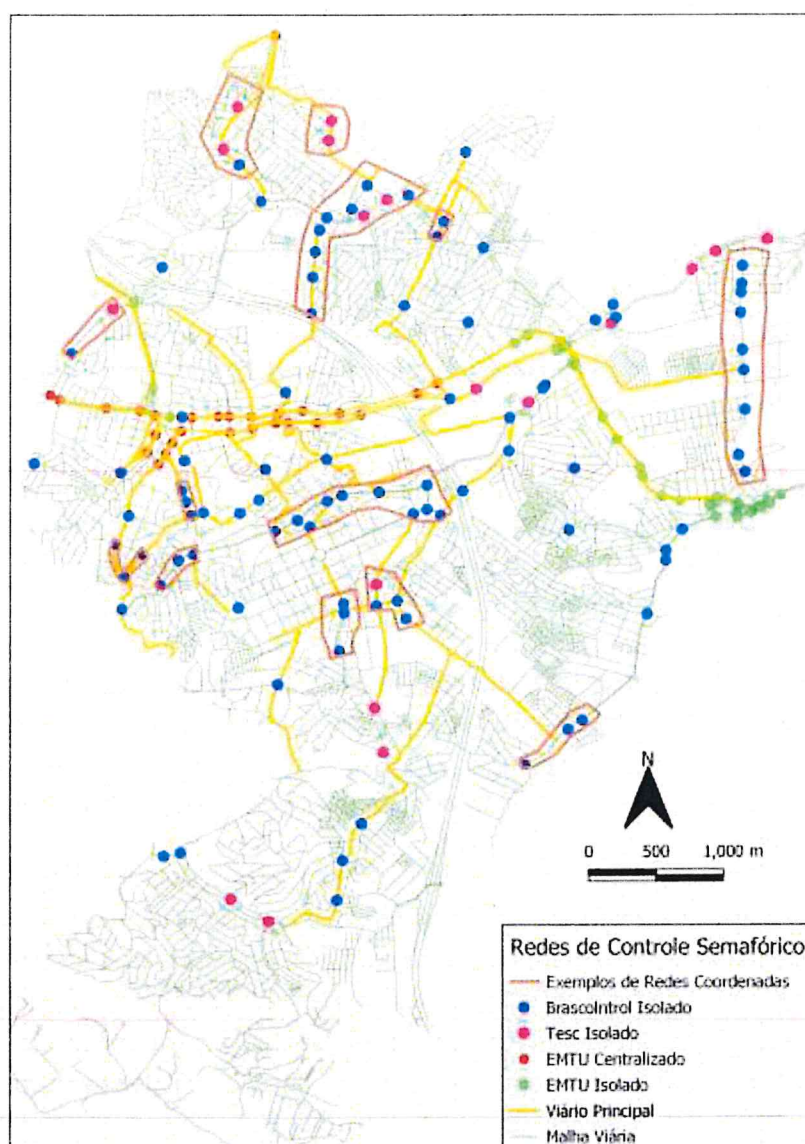 N
0 500 1,000 m
Redes de Controle Semafórico
Exemplos de Redes Coordenadas
Brascolntrol Isolado
Tesc Isolado
EMTU Centralizado
EMTU Isolado
Viário Principal
Malha Viária